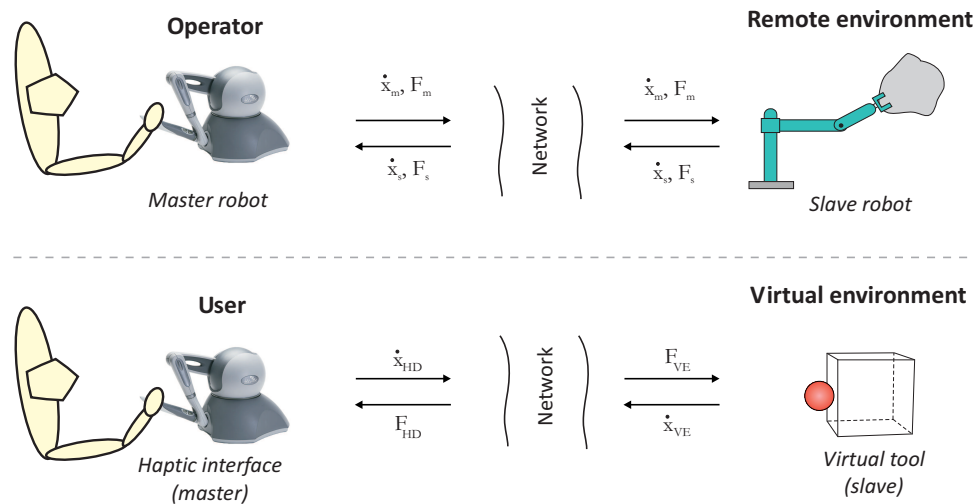 Operator
Remote environment
ẋm, Fm
Network
ẋm, Fm
ẋs, Fs
ẋs, Fs
Master robot
Slave robot
User
Virtual environment
ẋHD
Network
FVE
FHD
ẋVE
Haptic interface
(master)
Virtual tool
(slave)